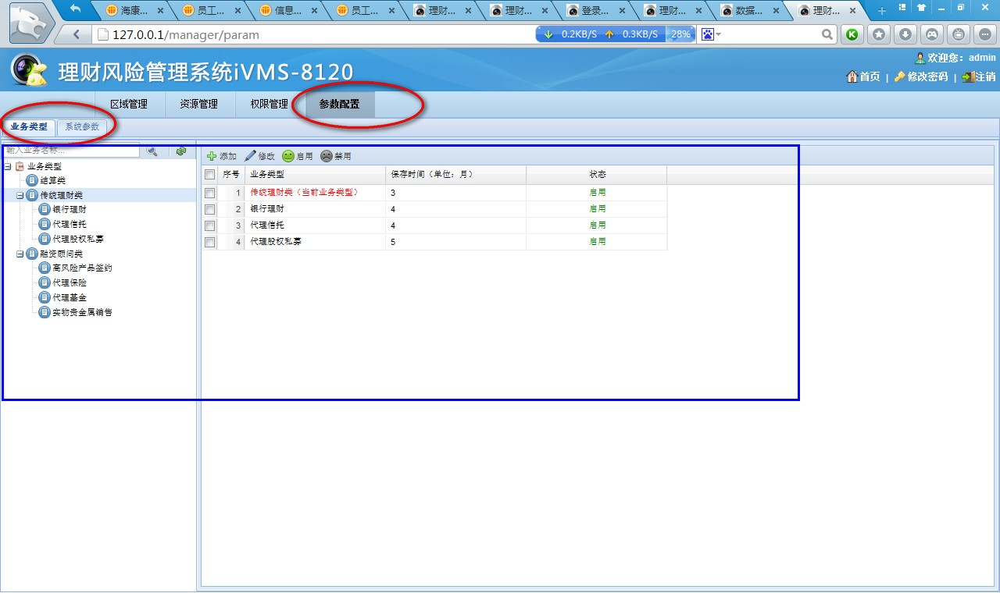 海康... 员工... 信息... 员工... 理财... 理财... 登录... 理财... 数据... 理财...
127.0.0.1/manager/param 0.2KB/S 0.3KB/S 28%
理财风险管理系统iVMS-8120
欢迎您：admin
首页 | 修改密码 | 注销
区域管理 资源管理 权限管理 参数配置
业务类型 系统参数
输入业务名称...
业务类型
结算类
传统理财类
银行理财
代理信托
代理股权私募
融资顾问类
高风险产品签约
代理保险
代理基金
实物贵金属销售
添加 修改 启用 禁用
序号 业务类型 保存时间（单位：月） 状态
1 传统理财类（当前业务类型） 3 启用
2 银行理财 4 启用
3 代理信托 4 启用
4 代理股权私募 5 启用